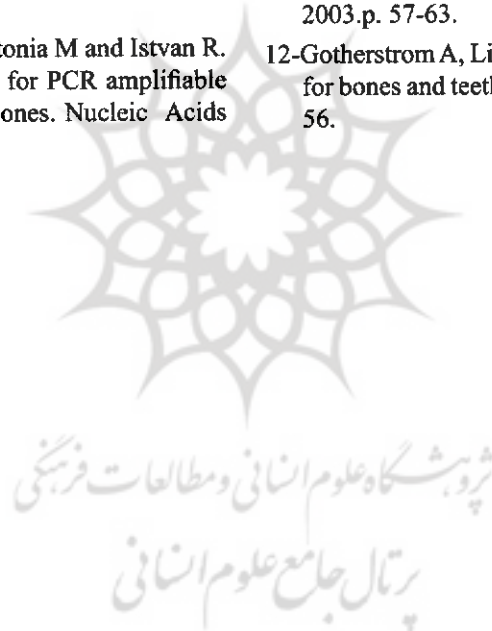 tonia M and Istvan R.
for PCR amplifiable
ones. Nucleic Acids
2003.p. 57-63.
12-Gotherstrom A, Li
for bones and teeth
56.
پژوهشگاه علوم انسانی و مطالعات فرهنگی
پرتال جامع علوم انسانی